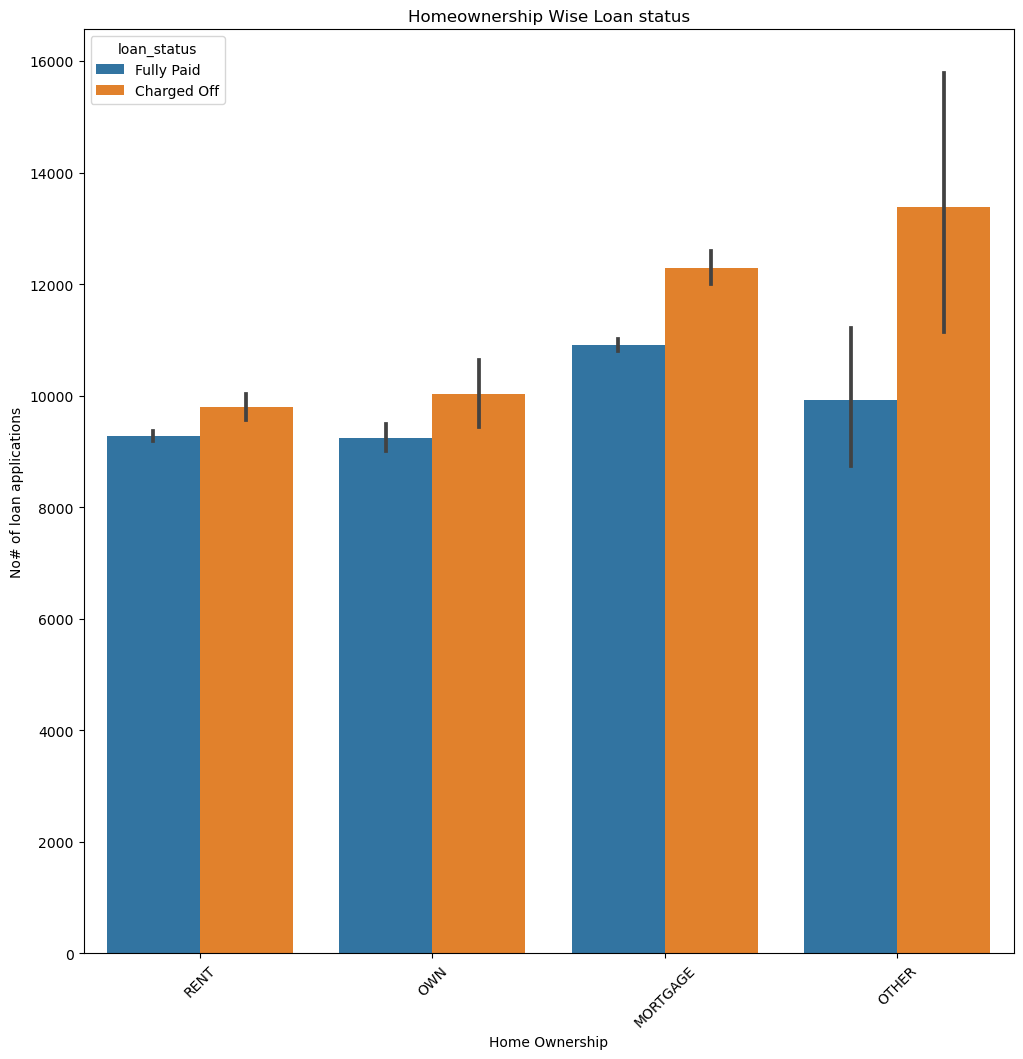 Homeownership Wise Loan status
loan_status
Fully Paid
Charged Off
16000
14000
12000
10000
8000
6000
4000
2000
0
No# of loan applications
RENT
OWN
MORTGAGE
OTHER
Home Ownership